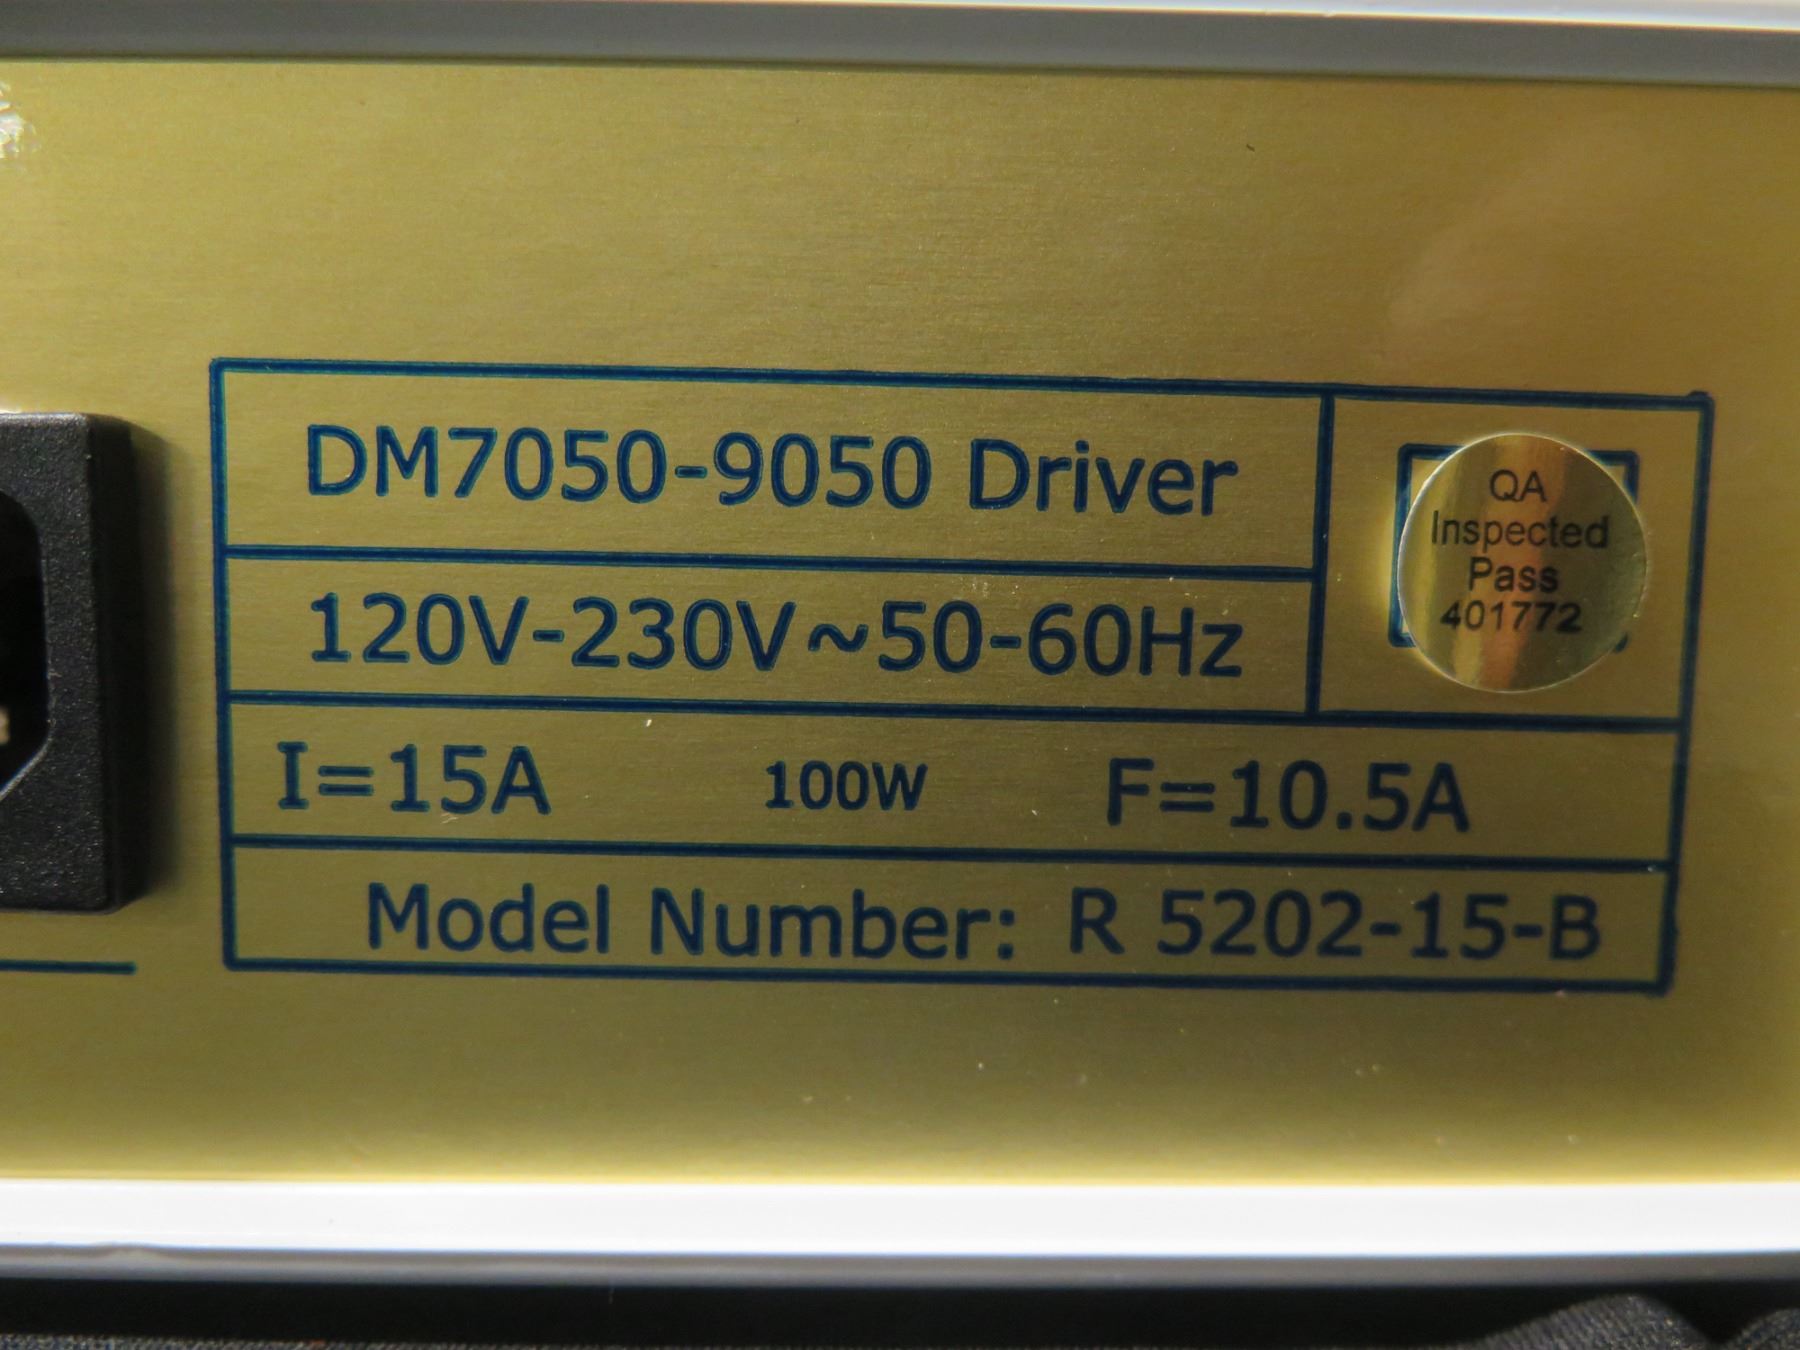 DM7050-9050 Driver
120V-230V~50-60Hz
QA
Inspected
Pass
401772
I=15A 100W F=10.5A
Model Number: R 5202-15-B